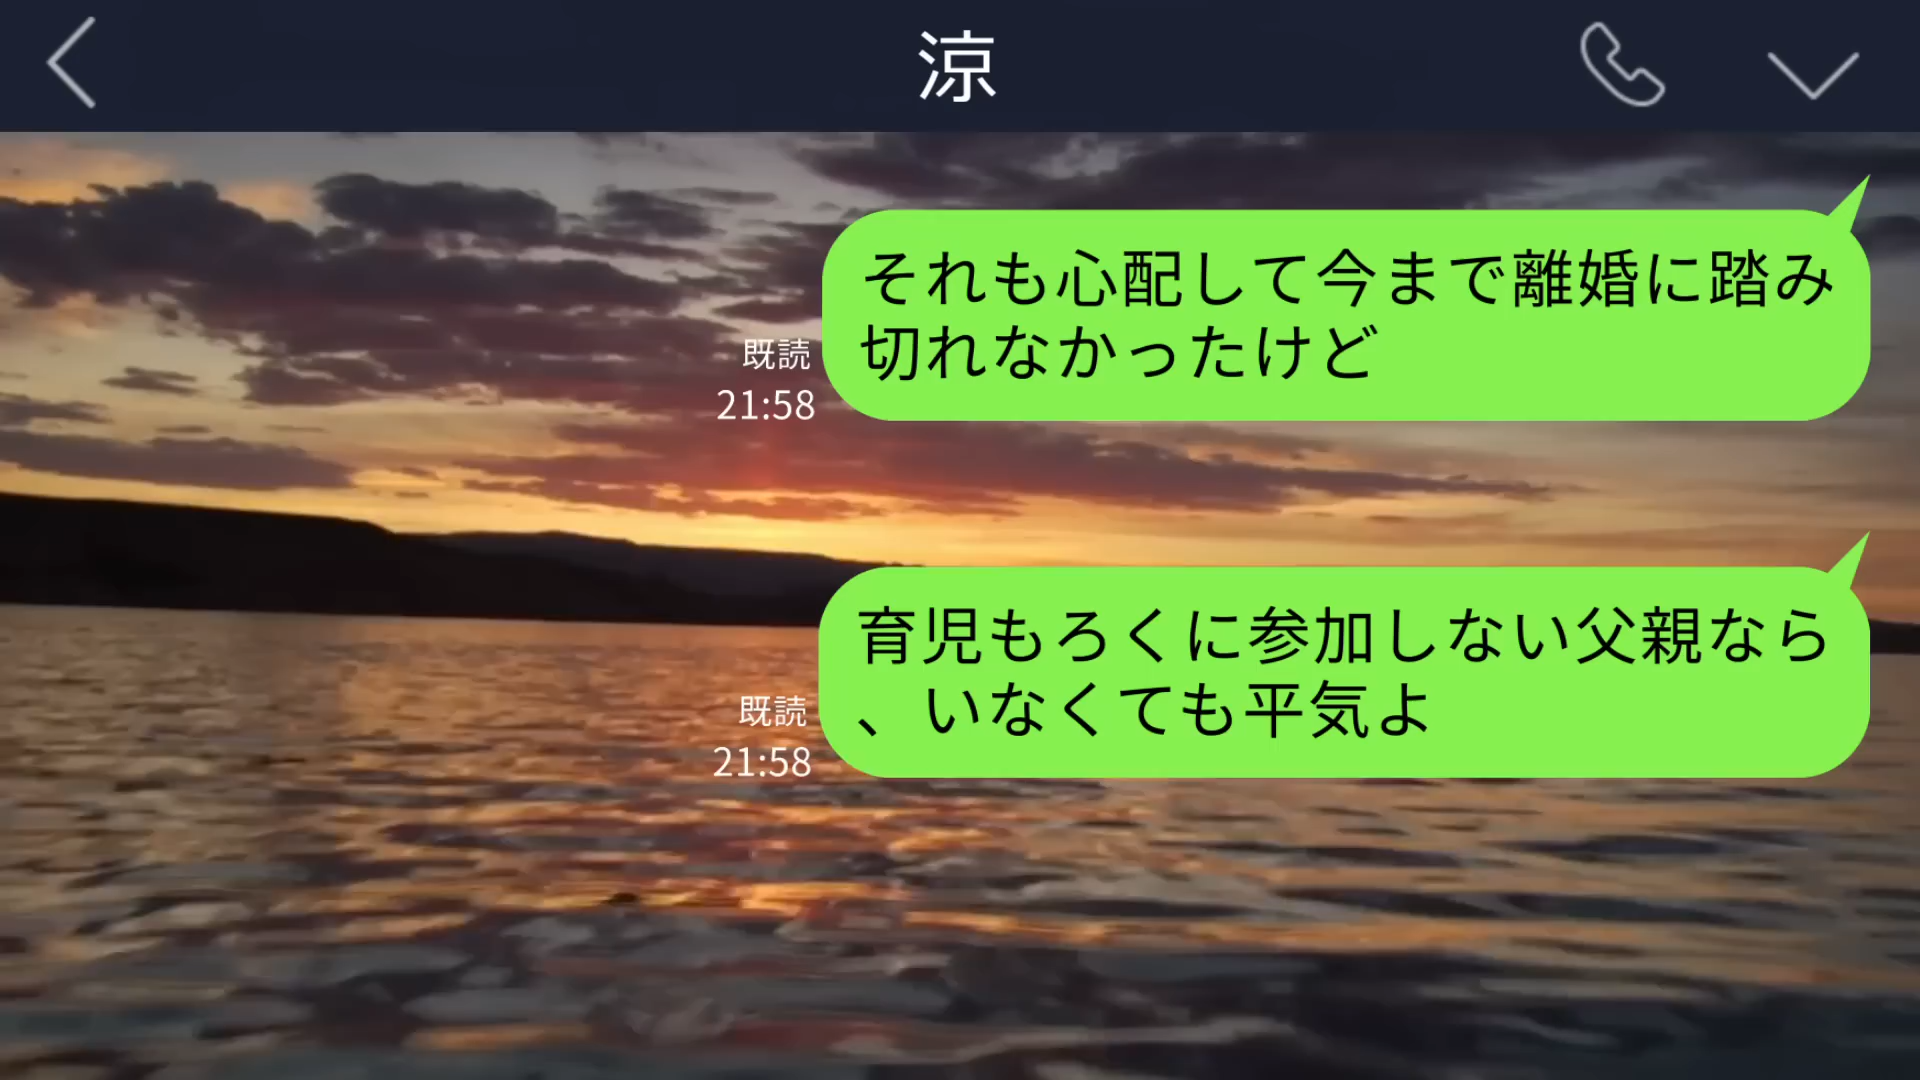 涼
それも心配して今まで離婚に踏み
切れなかったけど
既読
21:58
育児もろくに参加しない父親なら
、いなくても平気よ
既読
21:58